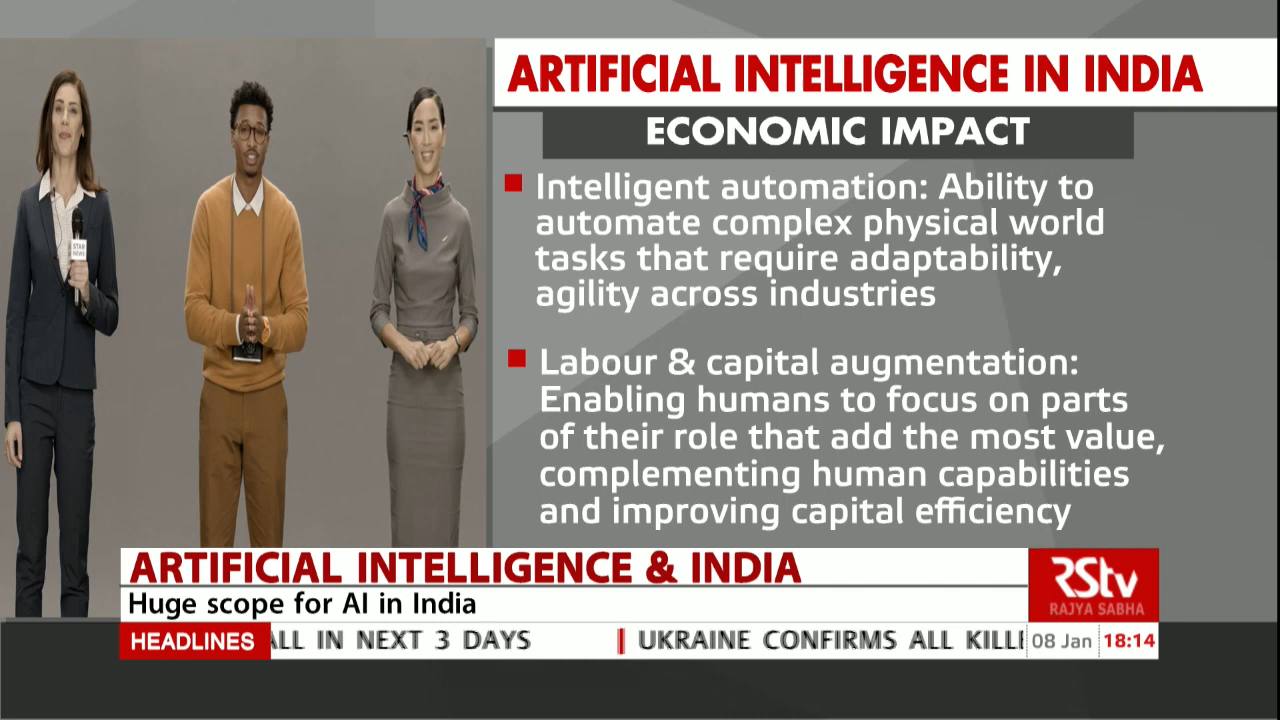 ARTIFICIAL INTELLIGENCE IN INDIA
ECONOMIC IMPACT
Intelligent automation: Ability to
automate complex physical world
tasks that require adaptability,
agility across industries
Labour & capital augmentation:
Enabling humans to focus on parts
of their role that add the most value,
complementing human capabilities
and improving capital efficiency
STAR
NEWS
ARTIFICIAL INTELLIGENCE & INDIA
Huge scope for AI in India
RStv
RAJYA SABHA
HEADLINES ALL IN NEXT 3 DAYS | UKRAINE CONFIRMS ALL 08 Jan 18:14